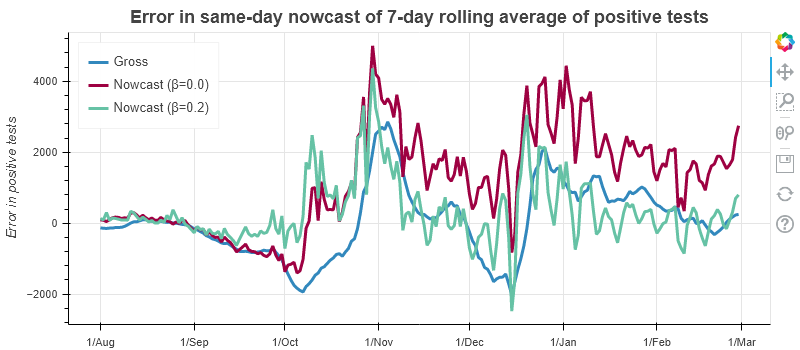 Error in same-day nowcast of 7-day rolling average of positive tests
Gross
Nowcast (β=0.0)
Nowcast (β=0.2)
Error in positive tests
4000
2000
0
−2000
1/Aug 1/Sep 1/Oct 1/Nov 1/Dec 1/Jan 1/Feb 1/Mar